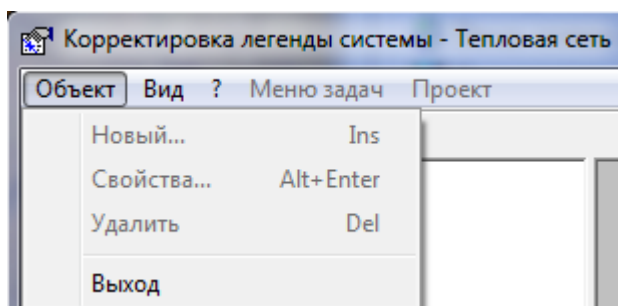 Корректировка легенды системы - Тепловая сеть
Объект Вид ? Меню задач Проект
Новый... Ins
Свойства... Alt+Enter
Удалить Del
Выход